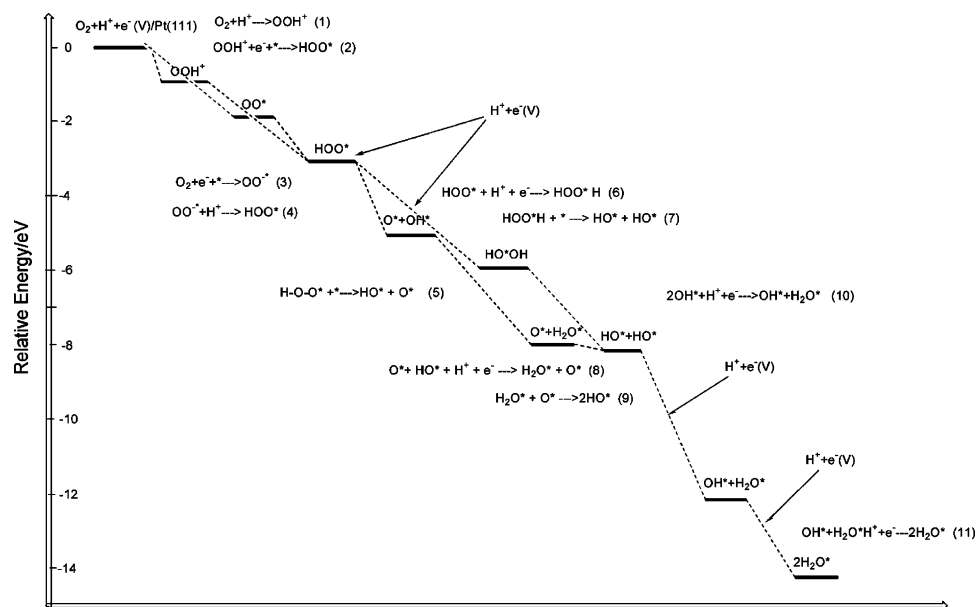 O₂+H⁺+e⁻(V)/Pt(111)
O₂+H⁺--->OOH⁺ (1)
OOH⁺+e⁻+*--->HOO* (2)
0
OOH⁺
OO*
-2
H⁺+e⁻(V)
HOO*
O₂+e⁻+*--->OO⁻* (3)
OO⁻*+H⁺---> HOO* (4)
-4
HOO* + H⁺ + e⁻---> HOO* H (6)
HOO*H + * ---> HO* + HO* (7)
O*+OH*
-6
HO*OH
H-O-O* +*--->HO* + O* (5)
2OH*+H⁺+e⁻--->OH*+H₂O* (10)
-8
O*+H₂O*
HO*+HO*
O*+ HO* + H⁺ + e⁻ ---> H₂O* + O* (8)
H₂O* + O* --->2HO* (9)
H⁺+e⁻(V)
-10
-12
OH*+H₂O*
H⁺+e⁻(V)
OH*+H₂O*H⁺+e⁻---2H₂O* (11)
-14
2H₂O*
Relative Energy/eV